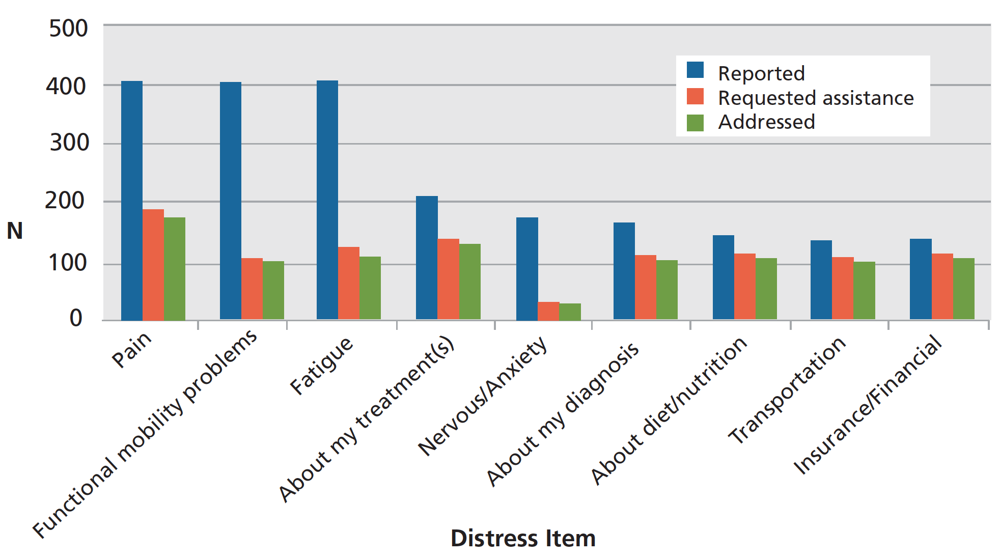 500
400
300
200
100
0
N
Reported
Requested assistance
Addressed
Pain
Functional mobility problems
Fatigue
About my treatment(s)
Nervous/Anxiety
About my diagnosis
About diet/nutrition
Transportation
Insurance/Financial
Distress Item